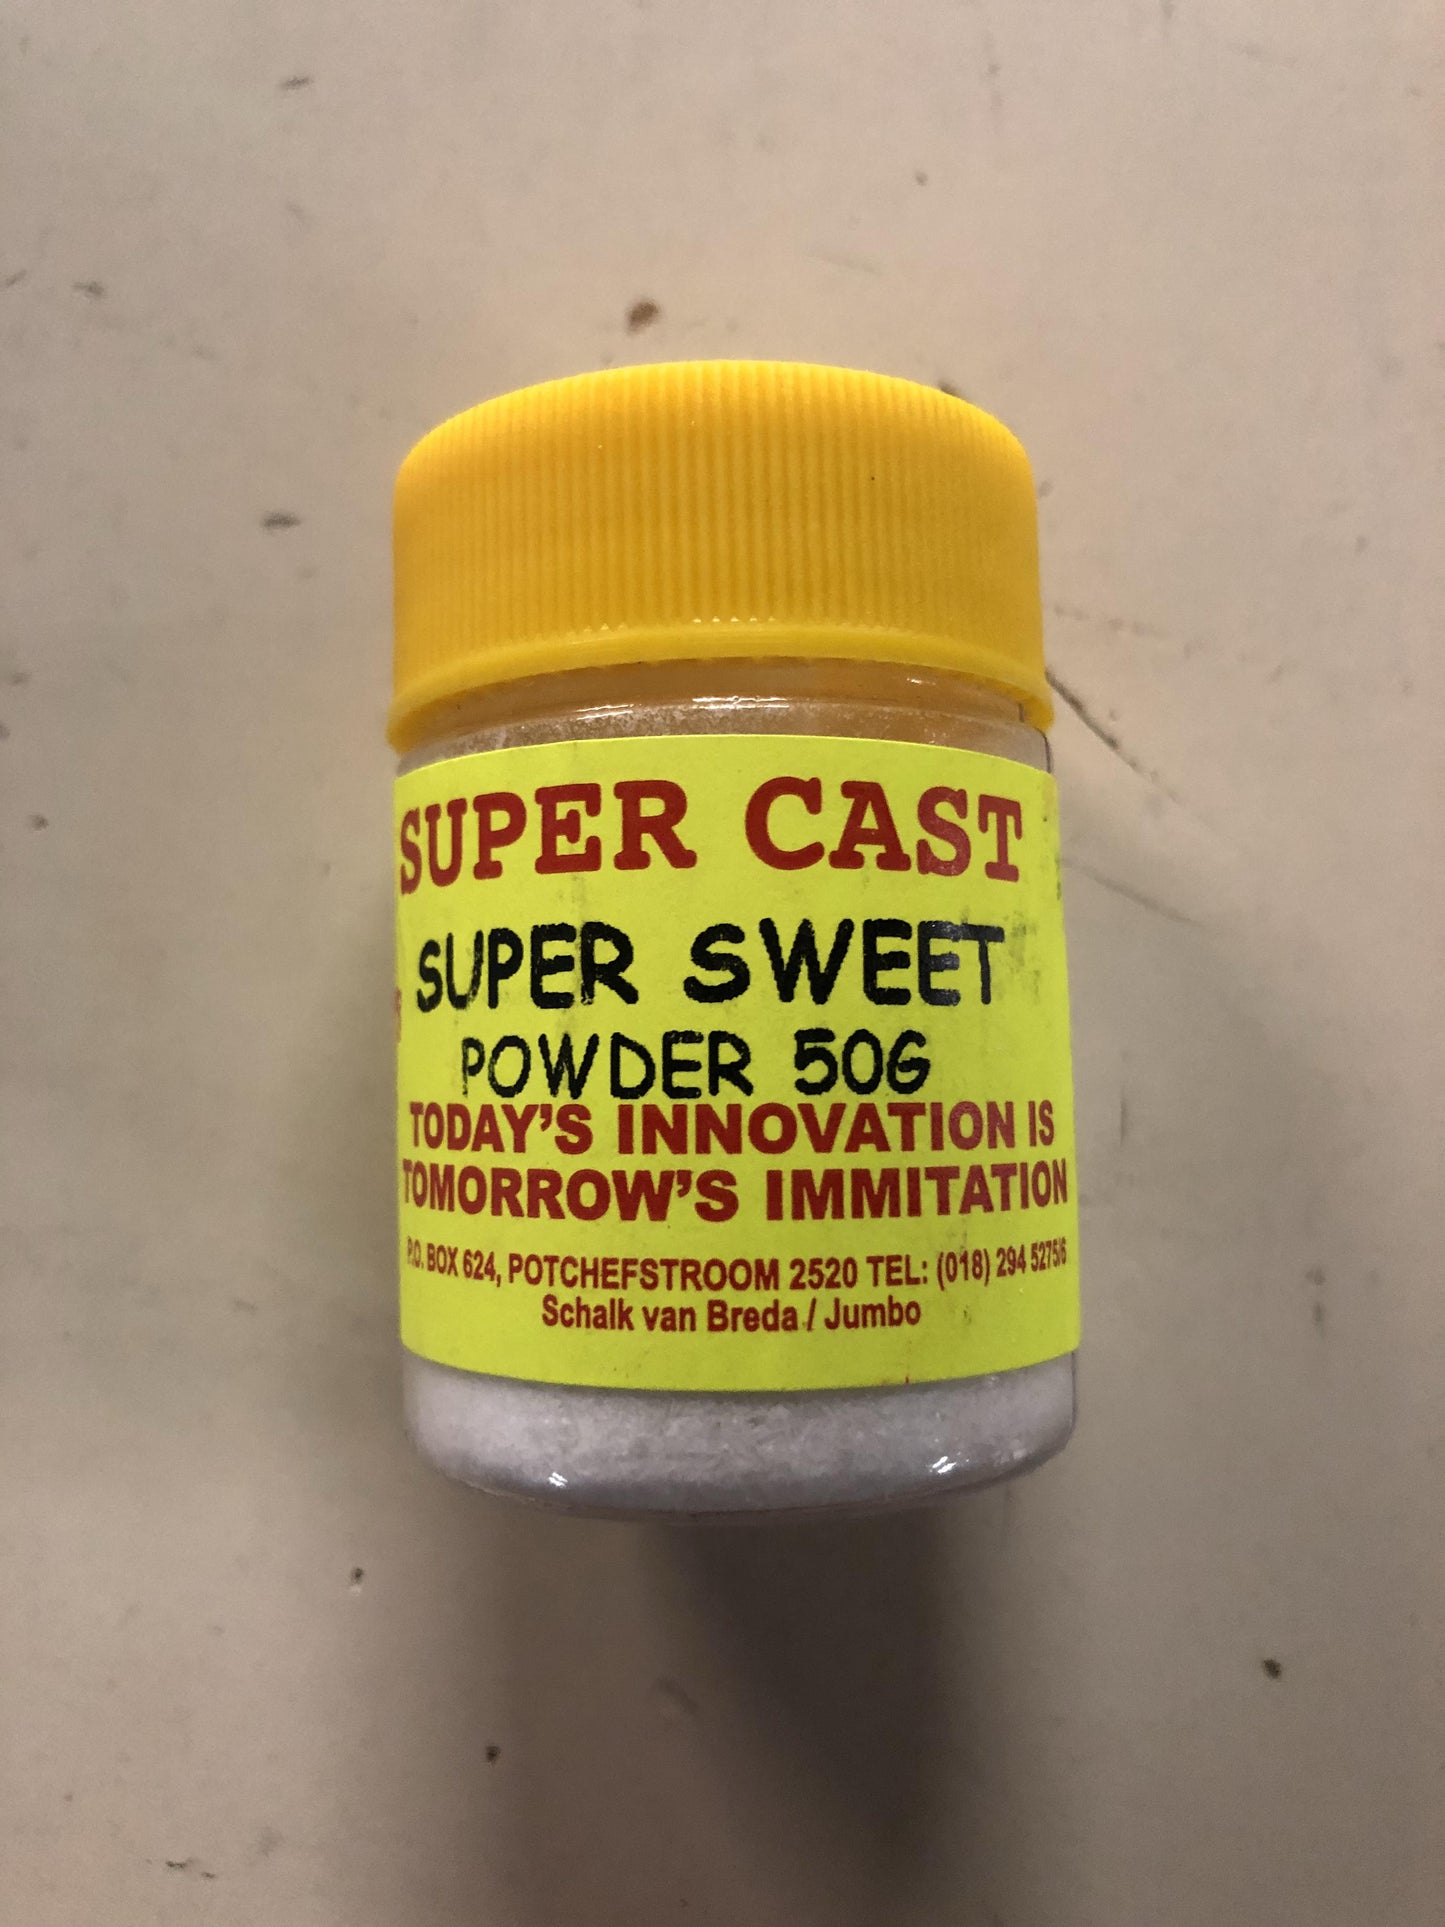 SUPER CAST
SUPER SWEET
POWDER 50G
TODAY'S INNOVATION IS
TOMORROW'S IMMITATION
P.O. BOX 624, POTCHEFSTROOM 2520 TEL: (018) 294 5275/6
Schalk van Breda / Jumbo